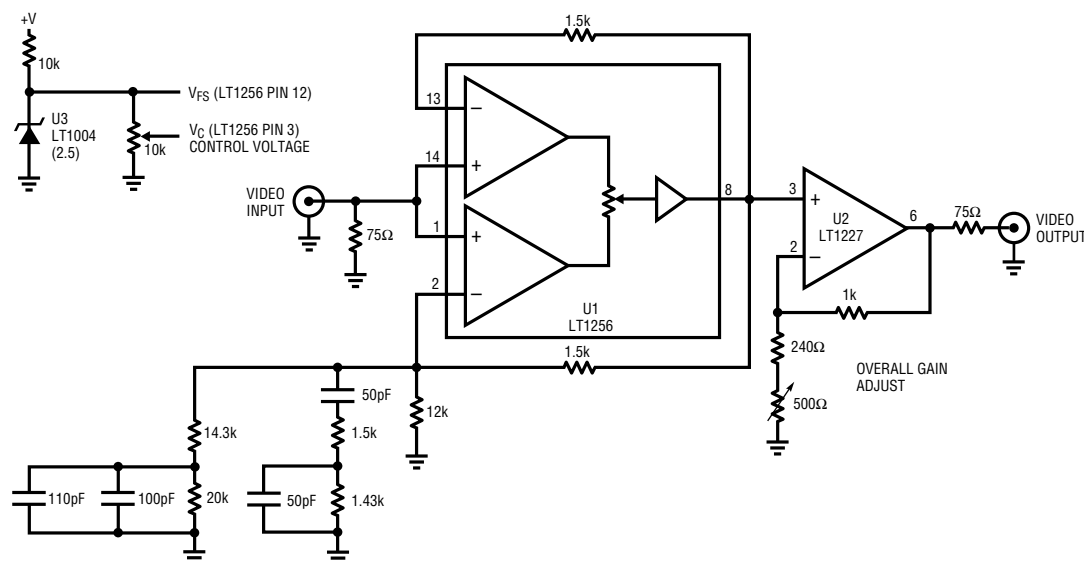 +V
10k
U3
LT1004
(2.5)
10k
VFS (LT1256 PIN 12)
VC (LT1256 PIN 3)
CONTROL VOLTAGE
VIDEO
INPUT
75Ω
1.5k
13
−
14
+
1
+
2
−
8
U1
LT1256
1.5k
3
+
2
−
U2
LT1227
6
75Ω
VIDEO
OUTPUT
1k
240Ω
500Ω
OVERALL GAIN
ADJUST
50pF
12k
1.5k
14.3k
110pF
100pF
20k
50pF
1.43k